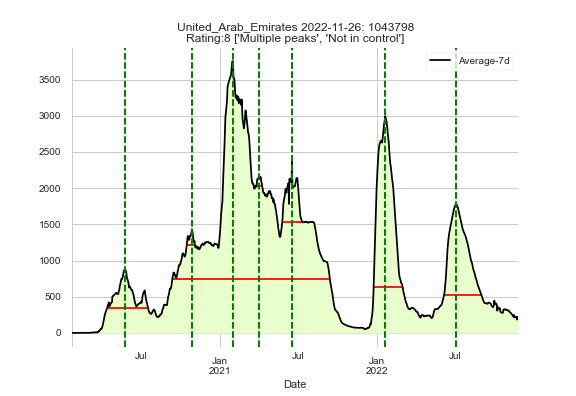 United_Arab_Emirates 2022-11-26: 1043798
Rating:8 ['Multiple peaks', 'Not in control']
Average-7d
3500
3000
2500
2000
1500
1000
500
0
Jul
Jan
2021
Jul
Jan
2022
Jul
Date